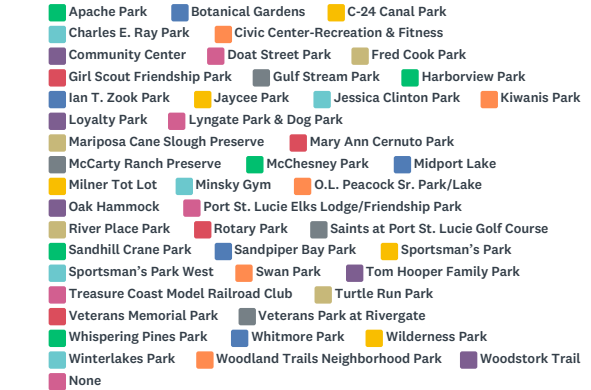 Apache Park Botanical Gardens C-24 Canal Park
Charles E. Ray Park Civic Center-Recreation & Fitness
Community Center Doat Street Park Fred Cook Park
Girl Scout Friendship Park Gulf Stream Park Harborview Park
Ian T. Zook Park Jaycee Park Jessica Clinton Park Kiwanis Park
Loyalty Park Lyngate Park & Dog Park
Mariposa Cane Slough Preserve Mary Ann Cernuto Park
McCarty Ranch Preserve McChesney Park Midport Lake
Milner Tot Lot Minsky Gym O.L. Peacock Sr. Park/Lake
Oak Hammock Port St. Lucie Elks Lodge/Friendship Park
River Place Park Rotary Park Saints at Port St. Lucie Golf Course
Sandhill Crane Park Sandpiper Bay Park Sportsman's Park
Sportsman's Park West Swan Park Tom Hooper Family Park
Treasure Coast Model Railroad Club Turtle Run Park
Veterans Memorial Park Veterans Park at Rivergate
Whispering Pines Park Whitmore Park Wilderness Park
Winterlakes Park Woodland Trails Neighborhood Park Woodstork Trail
None